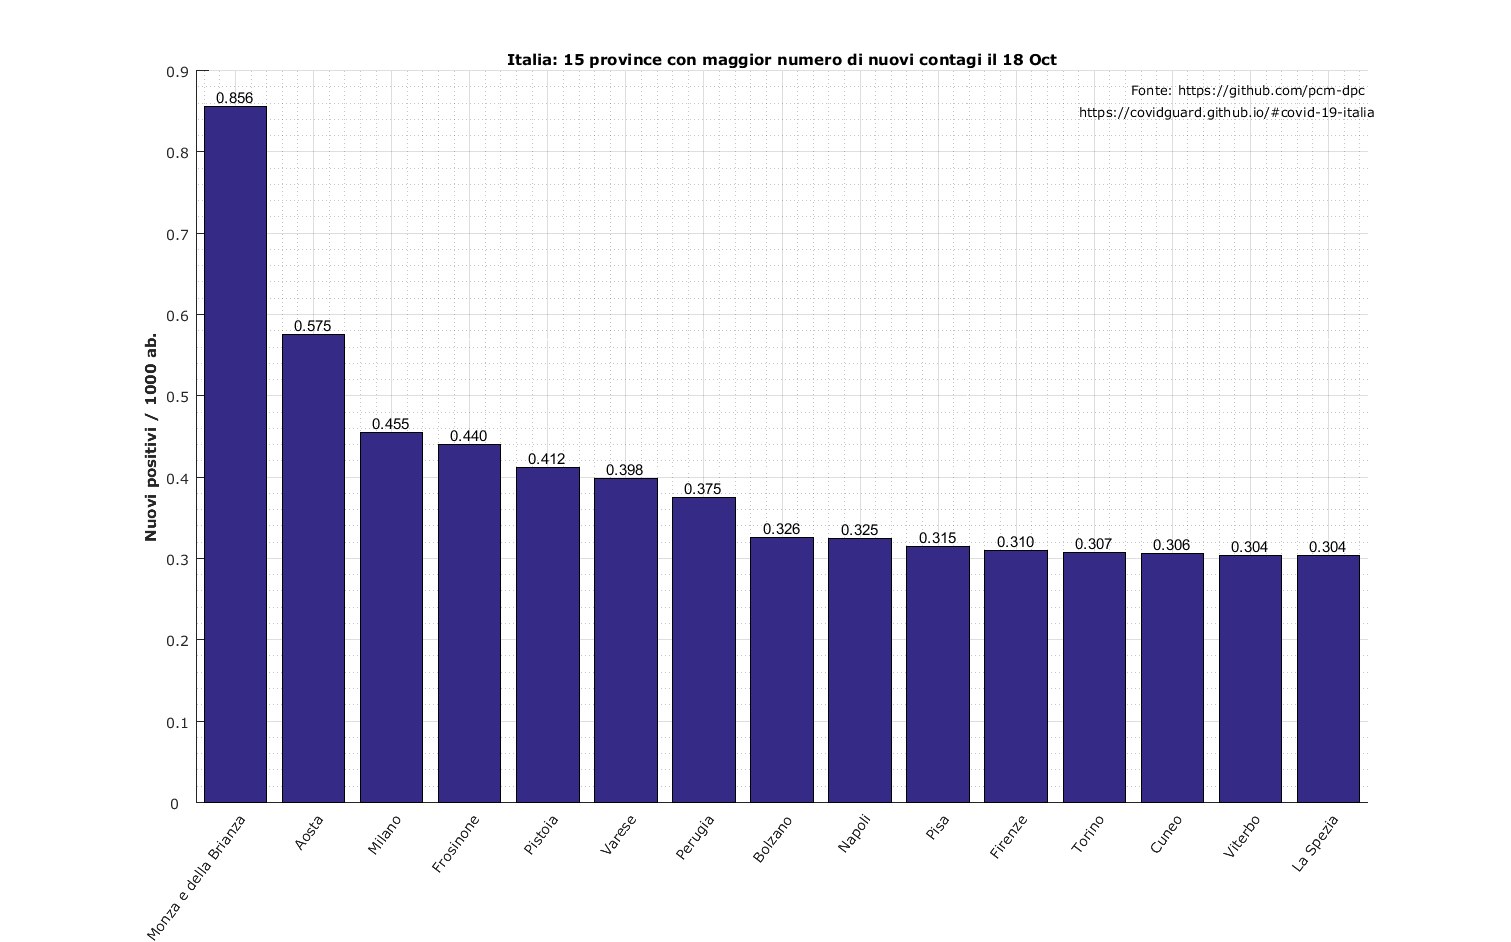 Italia: 15 province con maggior numero di nuovi contagi il 18 Oct
Fonte: https://github.com/pcm-dpc
https://covidguard.github.io/#covid-19-italia
Nuovi positivi / 1000 ab.
0.9
0.8
0.7
0.6
0.5
0.4
0.3
0.2
0.1
0
0.856
0.575
0.455
0.440
0.412
0.398
0.375
0.326
0.325
0.315
0.310
0.307
0.306
0.304
0.304
Monza e della Brianza
Aosta
Milano
Frosinone
Pistoia
Varese
Perugia
Bolzano
Napoli
Pisa
Firenze
Torino
Cuneo
Viterbo
La Spezia